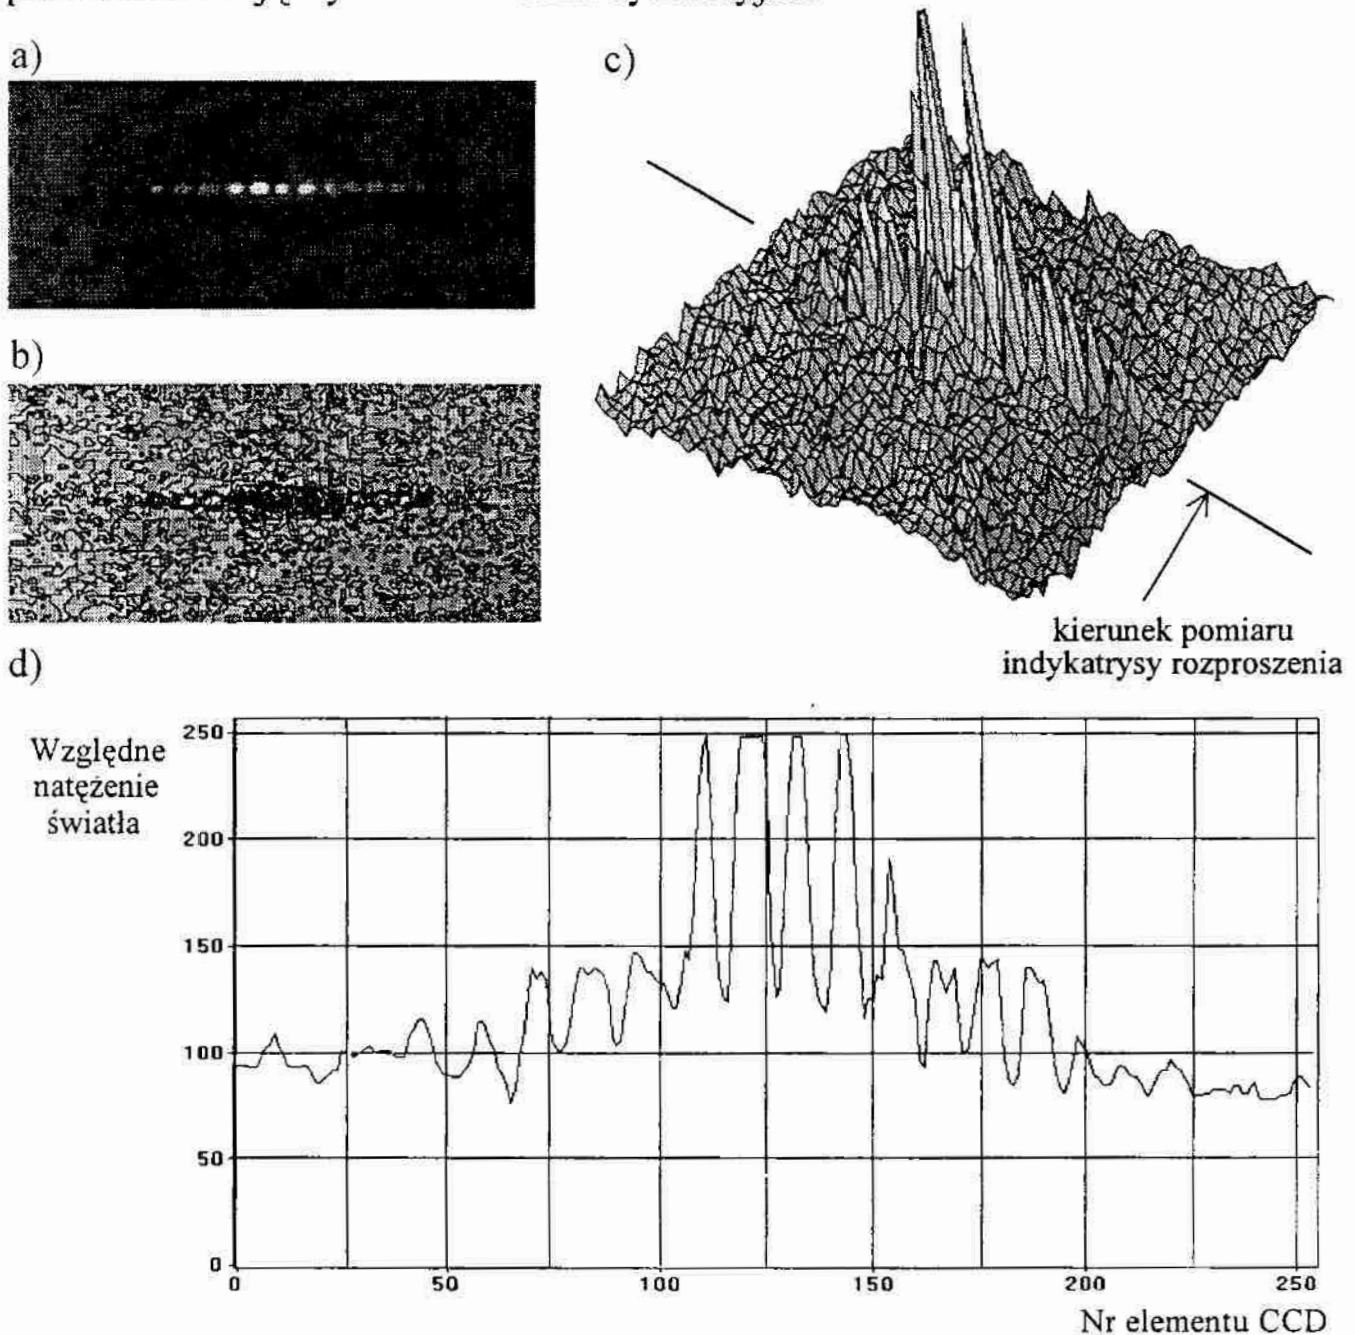 a)
c)
b)
kierunek pomiaru
indykatrysy rozproszenia
d)
Względne
natężenie
światła
250
200
150
100
50
0
0 50 100 150 200 250
Nr elementu CCD